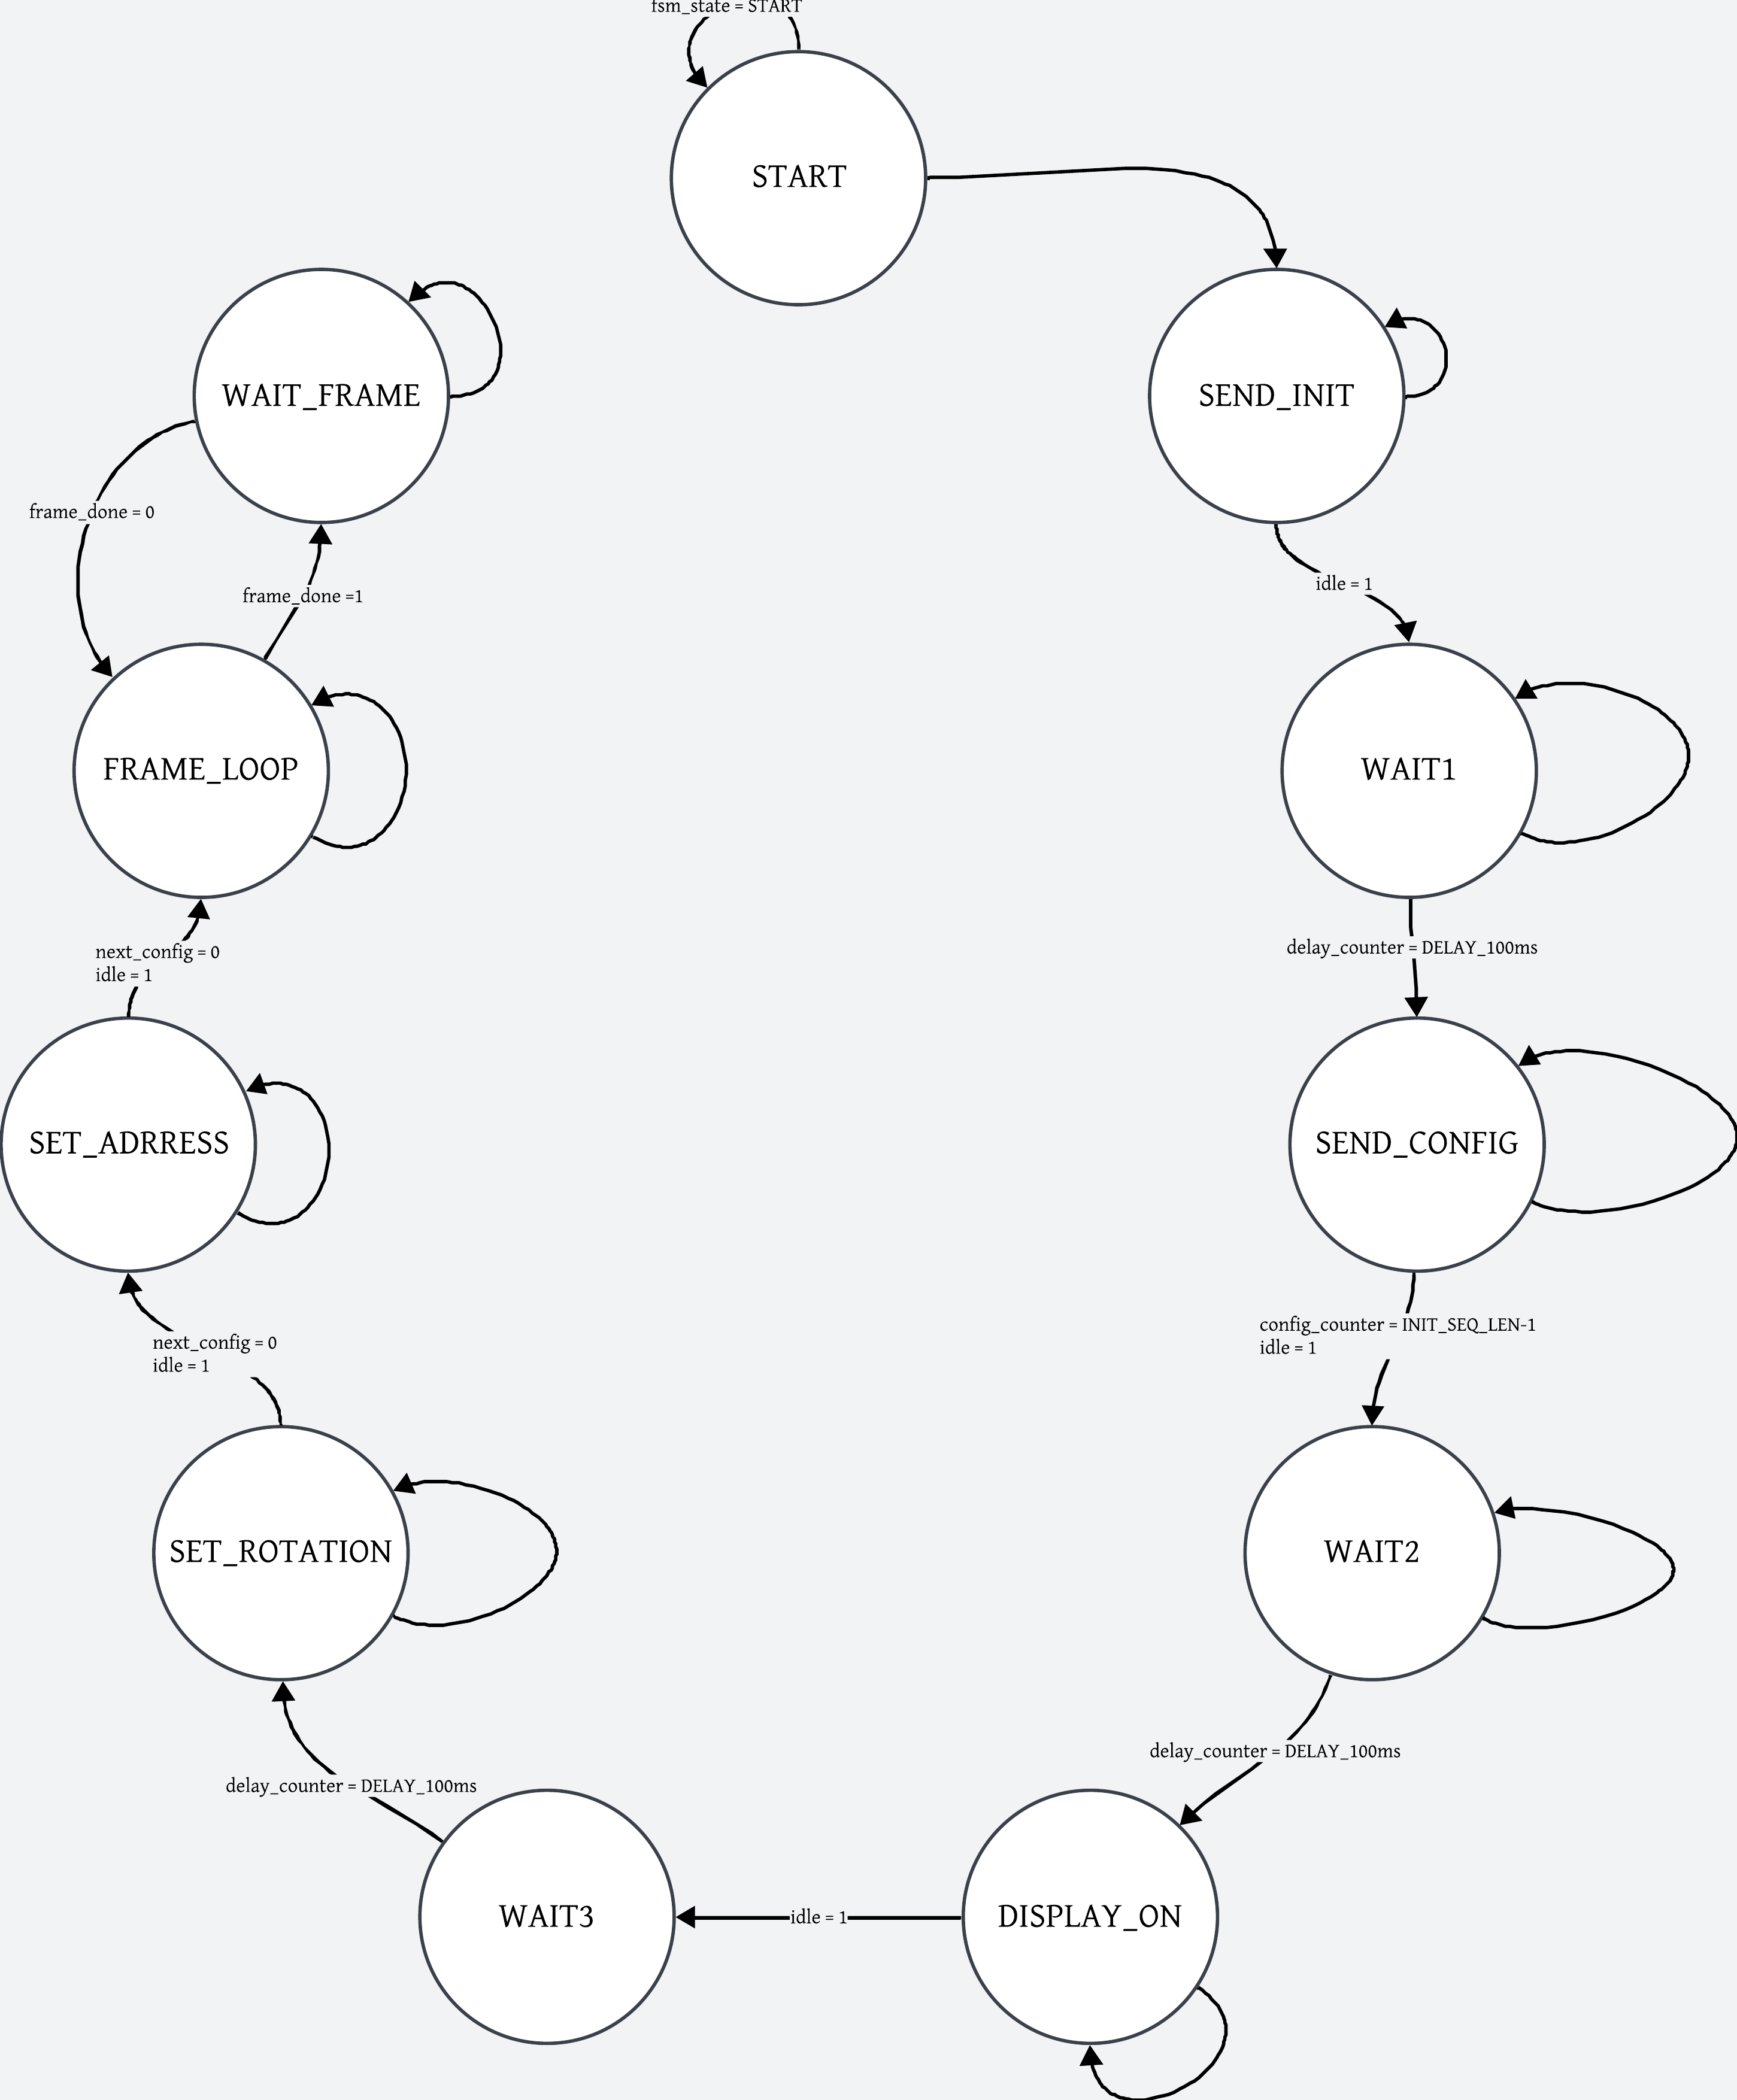 fsm_state = START
START
WAIT_FRAME
SEND_INIT
frame_done = 0
idle = 1
frame_done =1
FRAME_LOOP
WAIT1
delay_counter = DELAY_100ms
next_config = 0
idle = 1
SET_ADRRESS
SEND_CONFIG
config_counter = INIT_SEQ_LEN-1
idle = 1
next_config = 0
idle = 1
SET_ROTATION
WAIT2
delay_counter = DELAY_100ms
delay_counter = DELAY_100ms
WAIT3
idle = 1
DISPLAY_ON